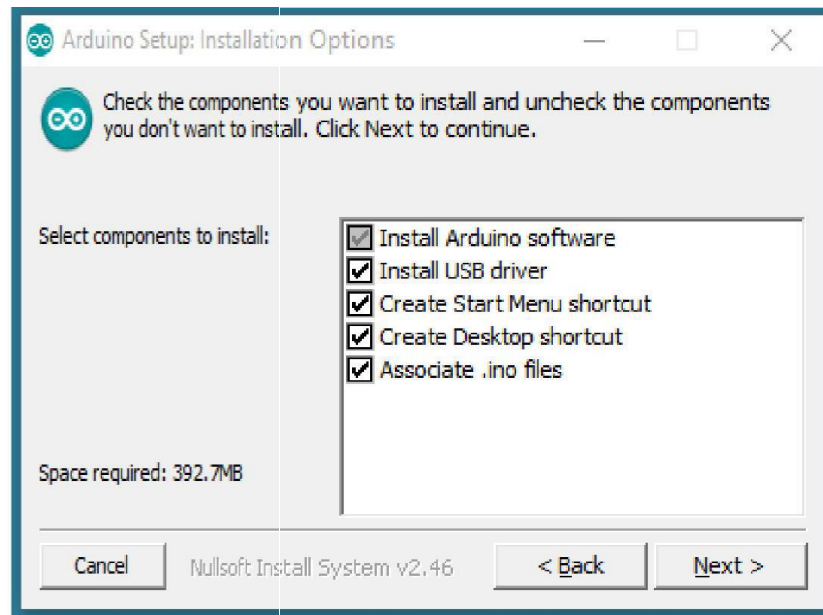 Arduino Setup: Installation Options
Check the components you want to install and uncheck the components
you don't want to install. Click Next to continue.
Select components to install:
Install Arduino software
Install USB driver
Create Start Menu shortcut
Create Desktop shortcut
Associate .ino files
Space required: 392.7MB
Cancel
Nullsoft Install System v2.46
< Back
Next >